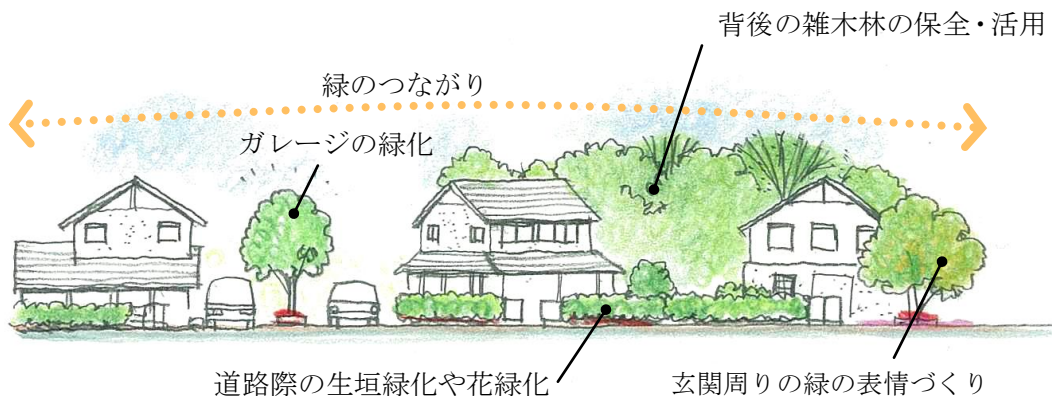 背後の雑木林の保全・活用
緑のつながり
ガレージの緑化
道路際の生垣緑化や花緑化
玄関周りの緑の表情づくり